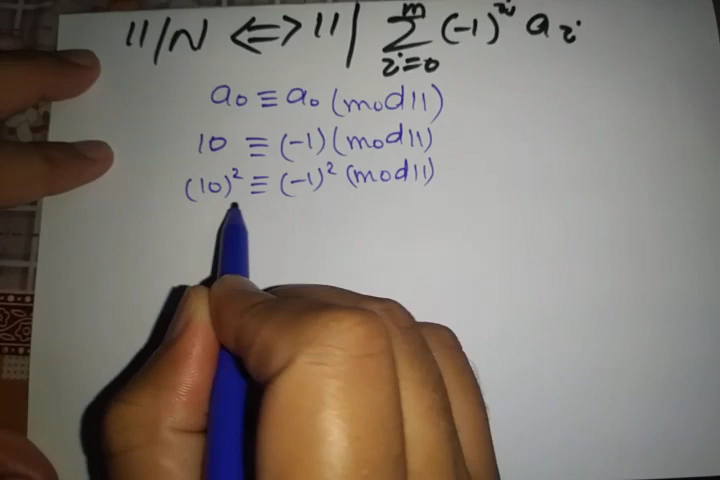 11/N ⇔ 11| ∑_{i=0}^{m} (-1)^i a_i
a₀ ≡ a₀ (mod 11)
10 ≡ (-1) (mod 11)
(10)² ≡ (-1)² (mod 11)